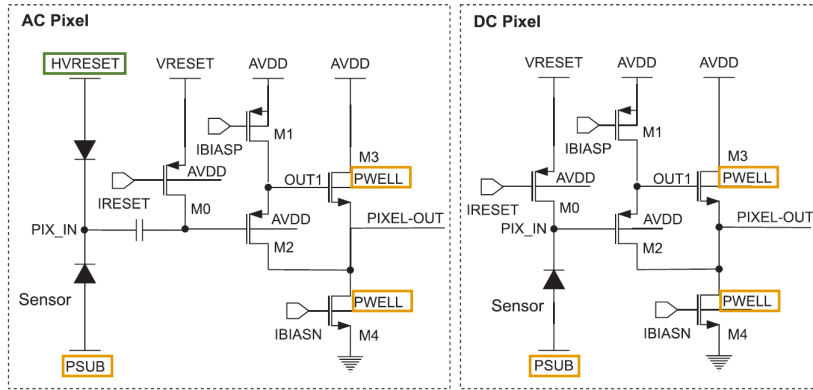 AC Pixel
HVRESET
VRESET
AVDD
AVDD
IBIASP
M1
M3
AVDD
OUT1
PWELL
IRESET
M0
AVDD
PIXEL-OUT
PIX_IN
M2
Sensor
PWELL
IBIASN
M4
PSUB
DC Pixel
VRESET
AVDD
AVDD
IBIASP
M1
M3
AVDD
OUT1
PWELL
IRESET
M0
AVDD
PIXEL-OUT
PIX_IN
M2
Sensor
PWELL
IBIASN
M4
PSUB